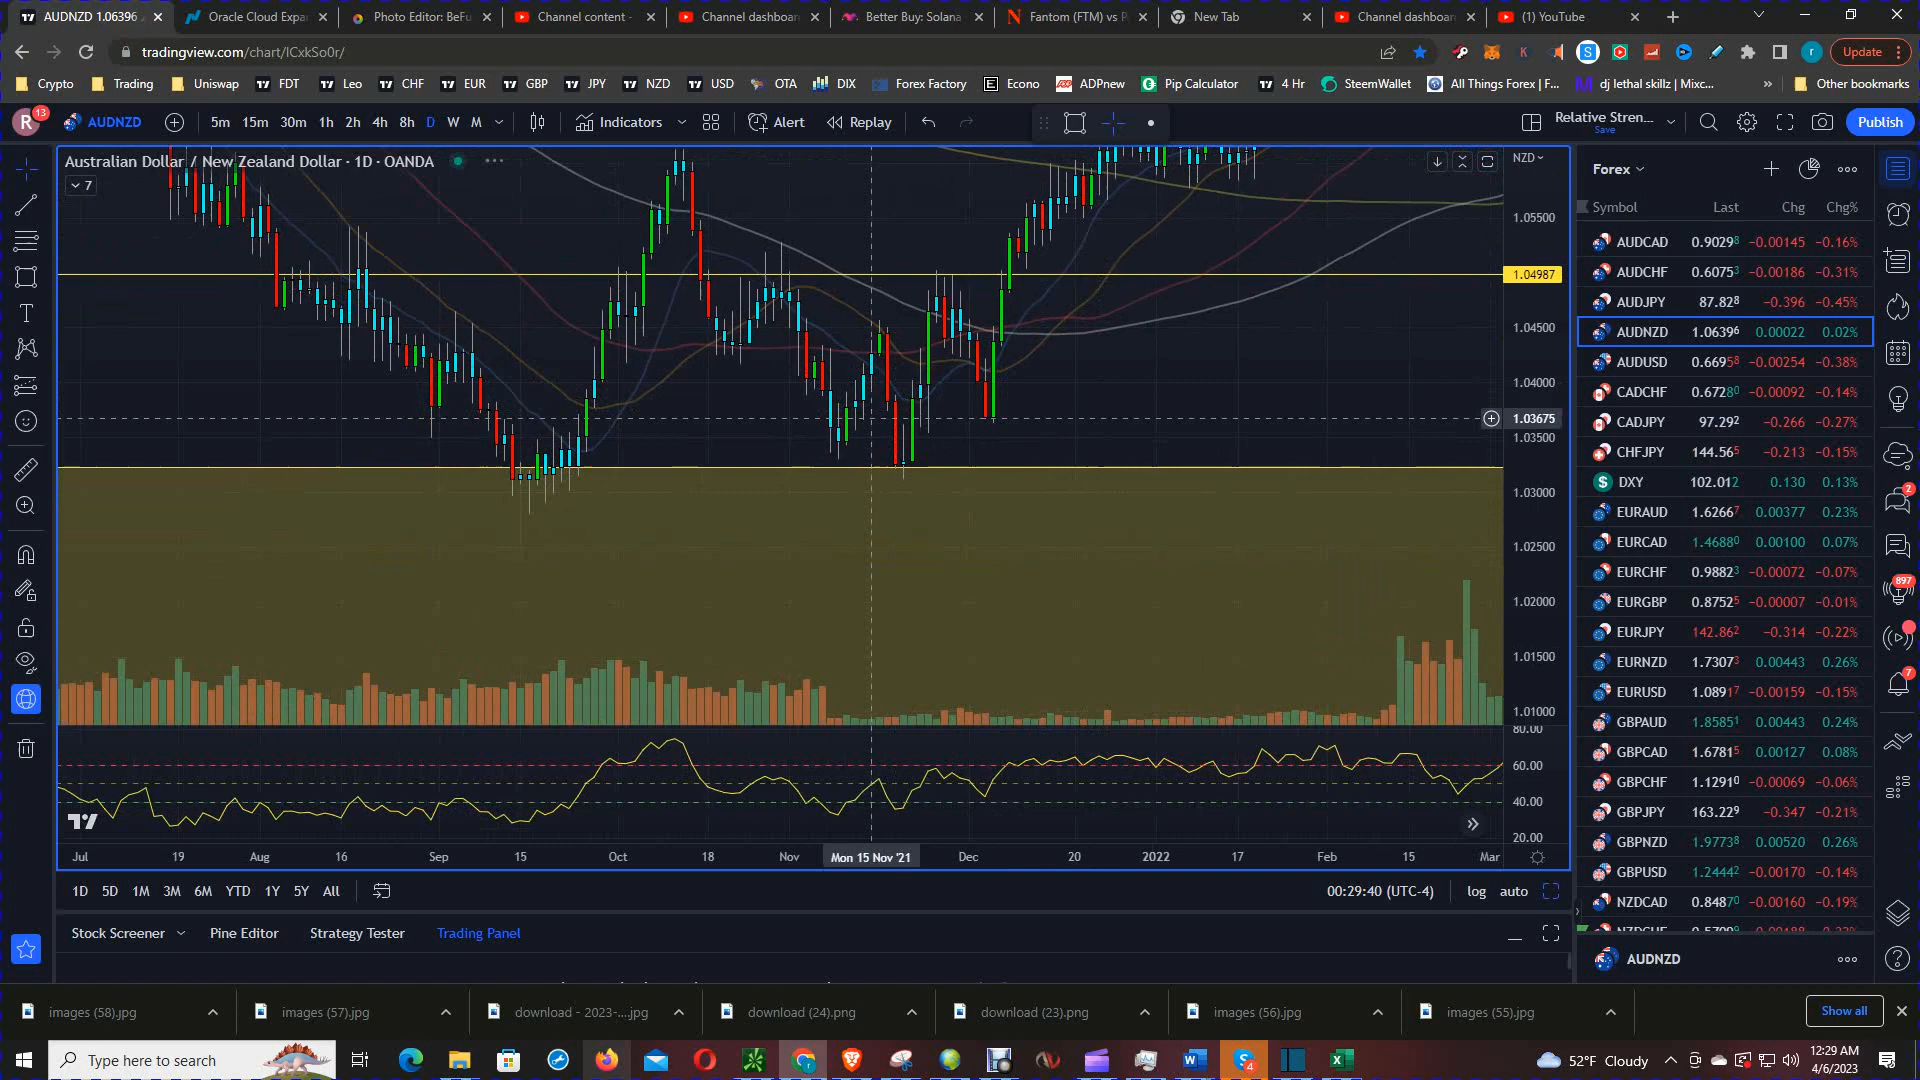 AUDNZD 1.06396
Oracle Cloud Expa
Photo Editor: BeFu
Channel content -
Channel dashboar
Better Buy: Solana
Fantom (FTM) vs P
New Tab
Channel dashboar
(1) YouTube
tradingview.com/chart/lCxkSo0r/
Update
Crypto
Trading
Uniswap
FDT
Leo
CHF
EUR
GBP
JPY
NZD
USD
OTA
DIX
Forex Factory
Econo
ADPnew
Pip Calculator
4 Hr
SteemWallet
All Things Forex | F...
dj lethal skillz | Mixc...
Other bookmarks
R 13
AUDNZD
5m 15m 30m 1h 2h 4h 8h D W M
Indicators
Alert
Replay
Relative Stren...
Save
Publish
Australian Dollar / New Zealand Dollar · 1D · OANDA
7
NZD
1.05500
1.04987
1.04500
1.04000
1.03675
1.03500
1.03000
1.02500
1.02000
1.01500
1.01000
80.00
60.00
40.00
20.00
Jul 19 Aug 16 Sep 15 Oct 18 Nov Mon 15 Nov '21 Dec 20 2022 17 Feb 15 Mar
1D 5D 1M 3M 6M YTD 1Y 5Y All
00:29:40 (UTC-4)
log auto
Stock Screener
Pine Editor
Strategy Tester
Trading Panel
Forex
Symbol Last Chg Chg%
AUDCAD 0.90298 −0.00145 −0.16%
AUDCHF 0.60753 −0.00186 −0.31%
AUDJPY 87.828 −0.396 −0.45%
AUDNZD 1.06396 0.00022 0.02%
AUDUSD 0.66958 −0.00254 −0.38%
CADCHF 0.67280 −0.00092 −0.14%
CADJPY 97.292 −0.266 −0.27%
CHFJPY 144.565 −0.213 −0.15%
DXY 102.012 0.130 0.13%
EURAUD 1.62667 0.00377 0.23%
EURCAD 1.46880 0.00100 0.07%
EURCHF 0.98823 −0.00072 −0.07%
EURGBP 0.87525 −0.00007 −0.01%
EURJPY 142.862 −0.314 −0.22%
EURNZD 1.73073 0.00443 0.26%
EURUSD 1.08917 −0.00159 −0.15%
GBPAUD 1.85851 0.00443 0.24%
GBPCAD 1.67815 0.00127 0.08%
GBPCHF 1.12910 −0.00069 −0.06%
GBPJPY 163.229 −0.347 −0.21%
GBPNZD 1.97738 0.00520 0.26%
GBPUSD 1.24442 −0.00170 −0.14%
NZDCAD 0.84870 −0.00160 −0.19%
AUDNZD
2
897
7
images (58).jpg
images (57).jpg
download - 2023-....jpg
download (24).png
download (23).png
images (56).jpg
images (55).jpg
Show all
Type here to search
4
52°F Cloudy
12:29 AM
4/6/2023